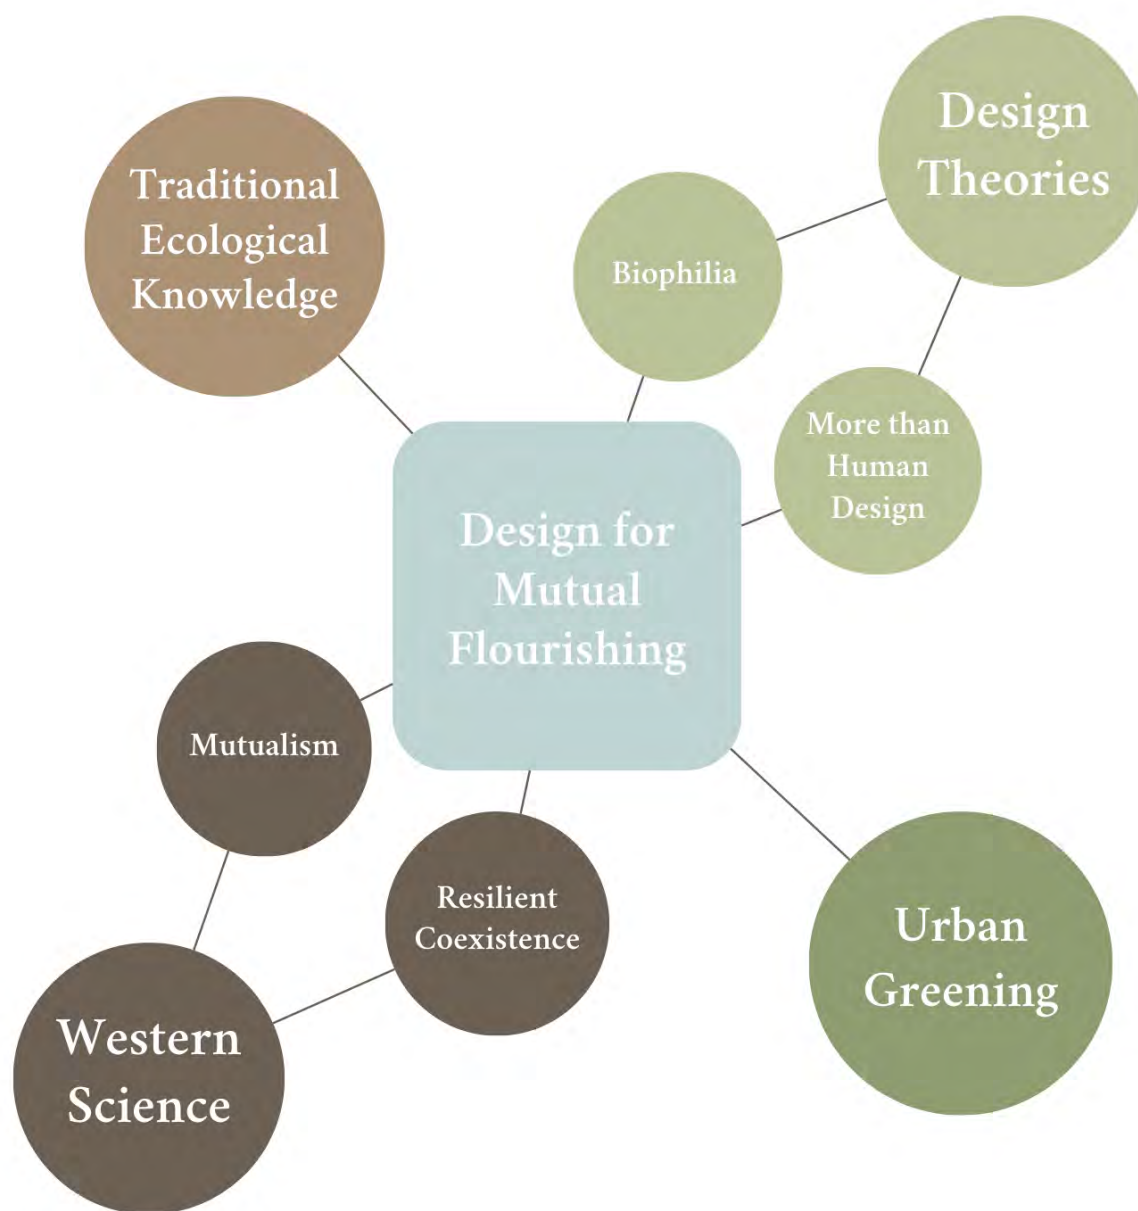 Design
Theories
Traditional
Ecological
Knowledge
Biophilia
More than
Human
Design
Design for
Mutual
Flourishing
Mutualism
Resilient
Coexistence
Urban
Greening
Western
Science